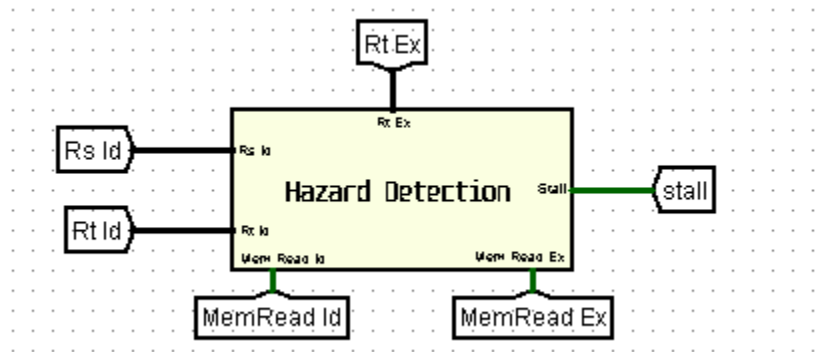 Rt Ex
Rt Ex
Rs Id
Rs Id
Hazard Detection
Stall
stall
Rt Id
Rt Id
Mem Read Id
Mem Read Ex
MemRead Id
MemRead Ex